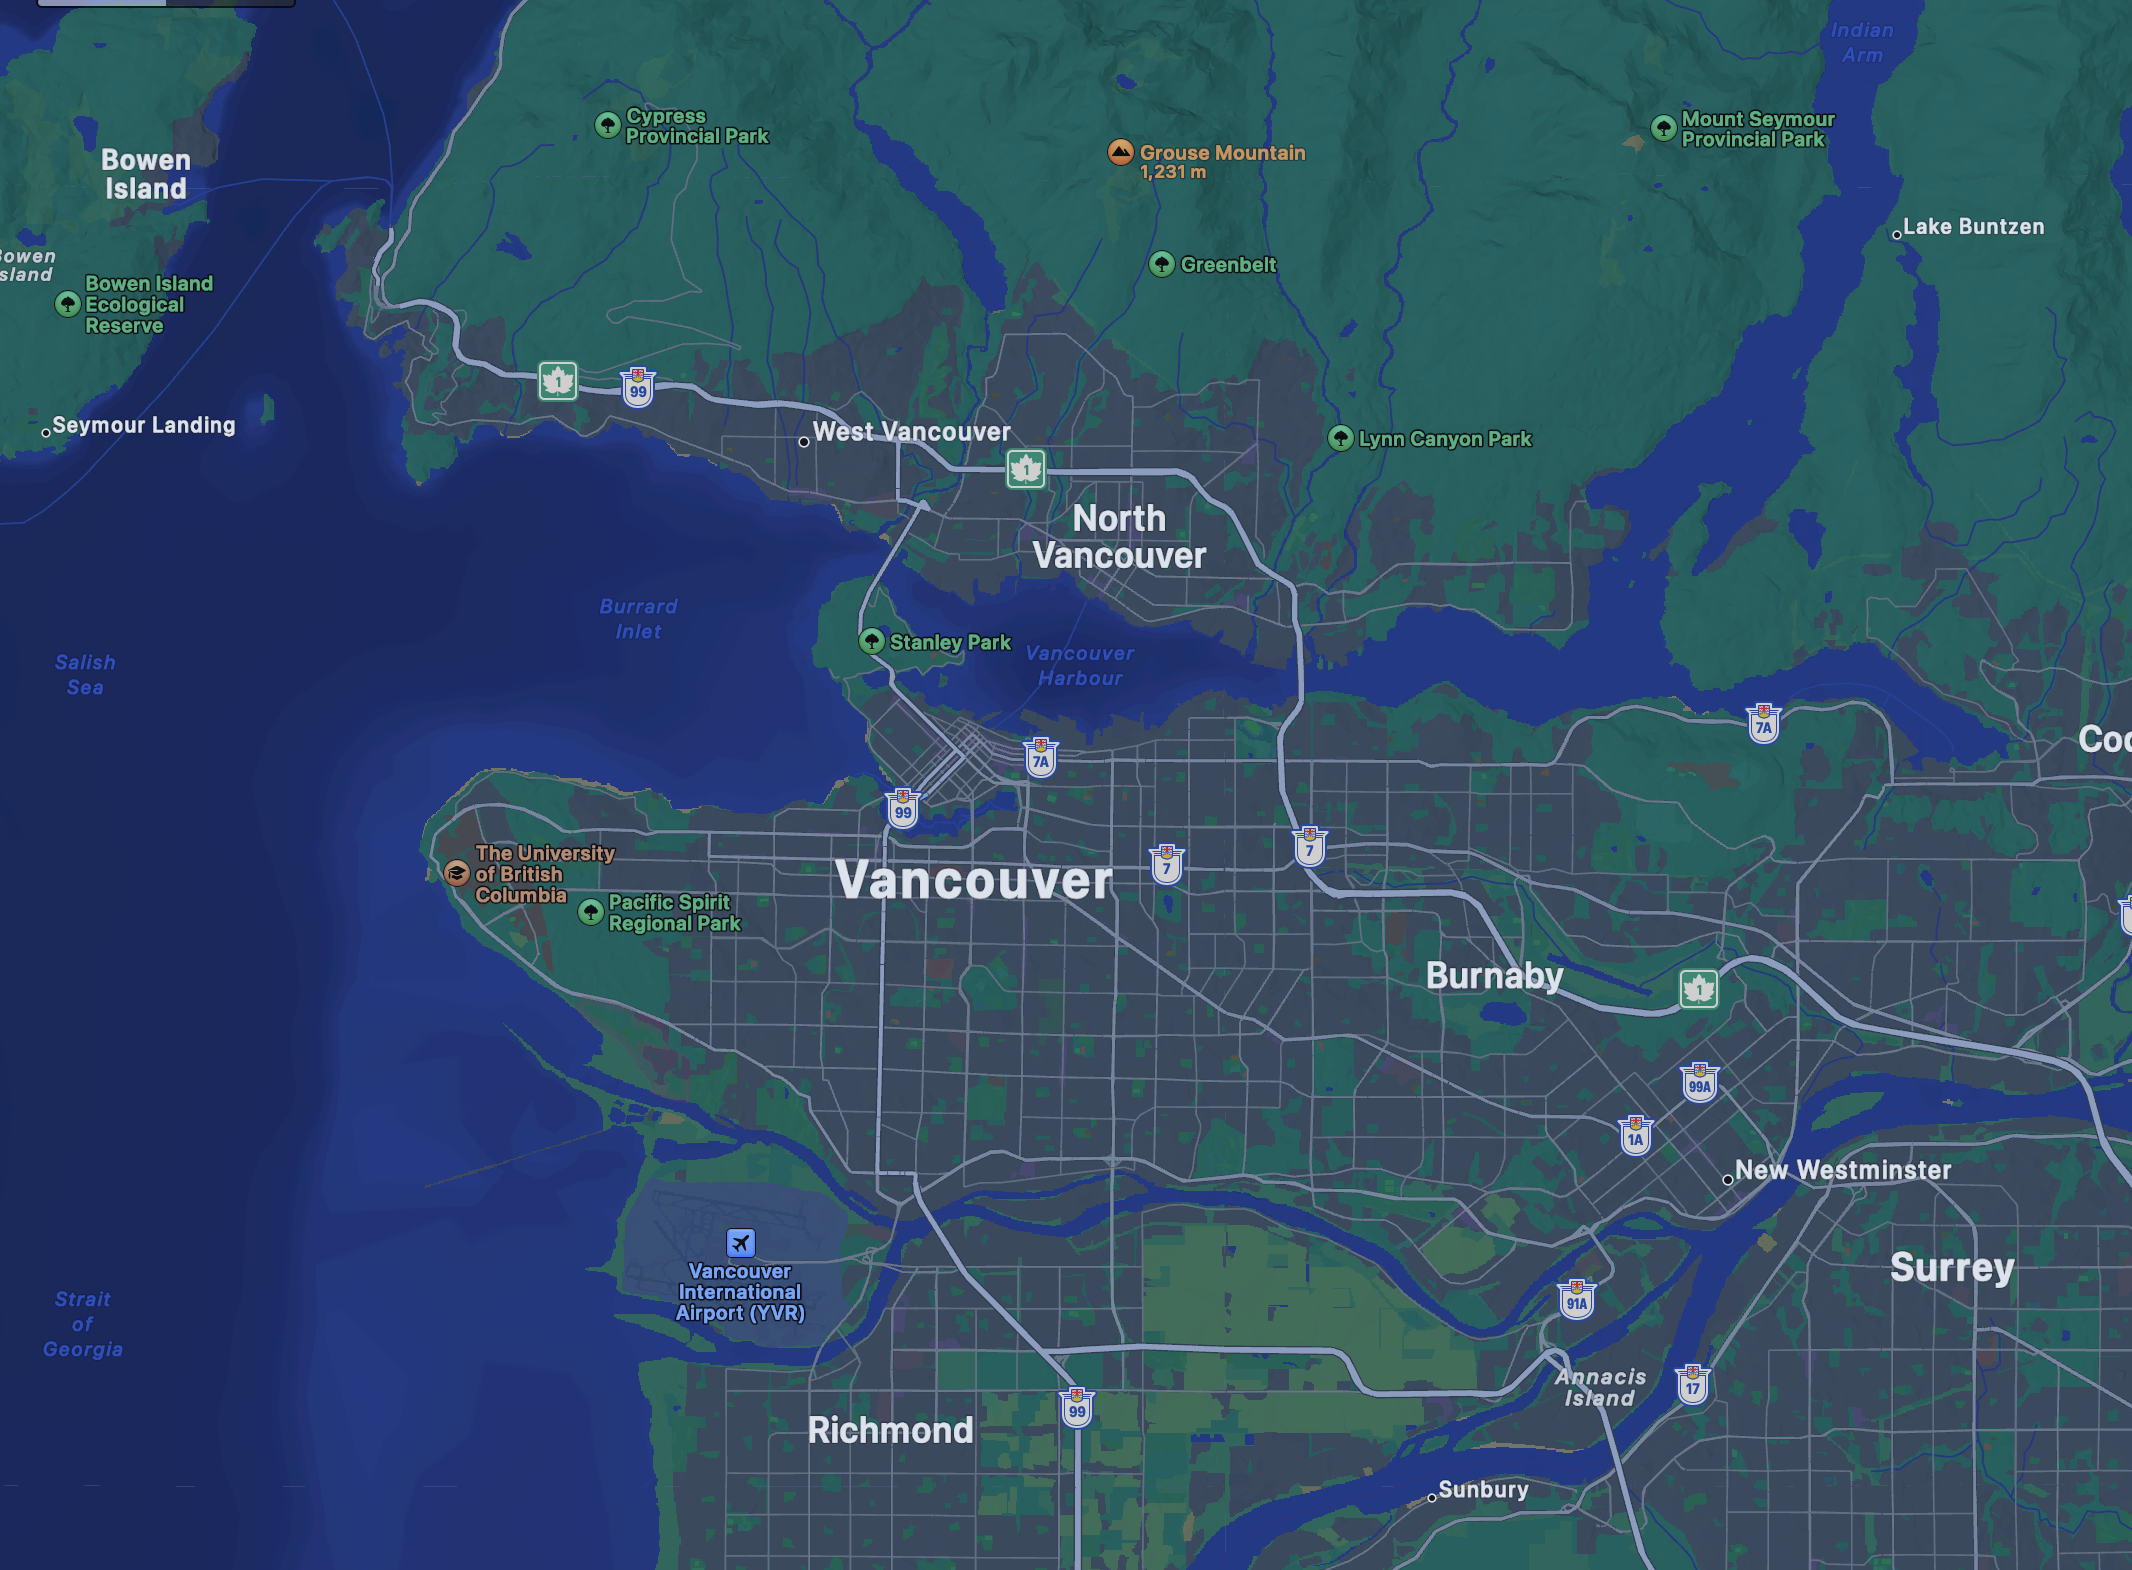 Indian
Arm
Cypress
Provincial Park
Mount Seymour
Provincial Park
Grouse Mountain
1,231 m
Bowen
Island
Lake Buntzen
Bowen
Island
Greenbelt
Bowen Island
Ecological
Reserve
1
99
Seymour Landing
West Vancouver
Lynn Canyon Park
1
North
Vancouver
Burrard
Inlet
Stanley Park
Vancouver
Harbour
Salish
Sea
7A
Coq
7A
99
7
7
Vancouver
The University
of British
Columbia
Pacific Spirit
Regional Park
Burnaby
1
99A
1A
New Westminster
Vancouver
International
Airport (YVR)
Surrey
Strait
of
Georgia
91A
Annacis
Island
17
99
Richmond
Sunbury